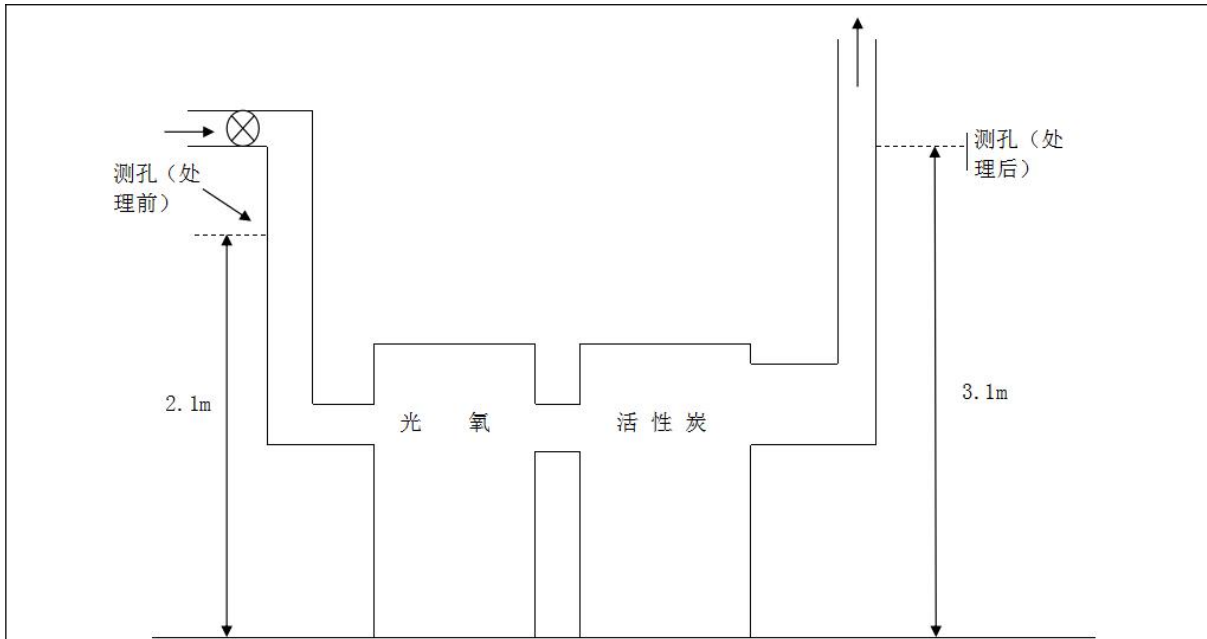 测孔（处
理前）
测孔（处
理后）
2.1m
光 氧
活 性 炭
3.1m